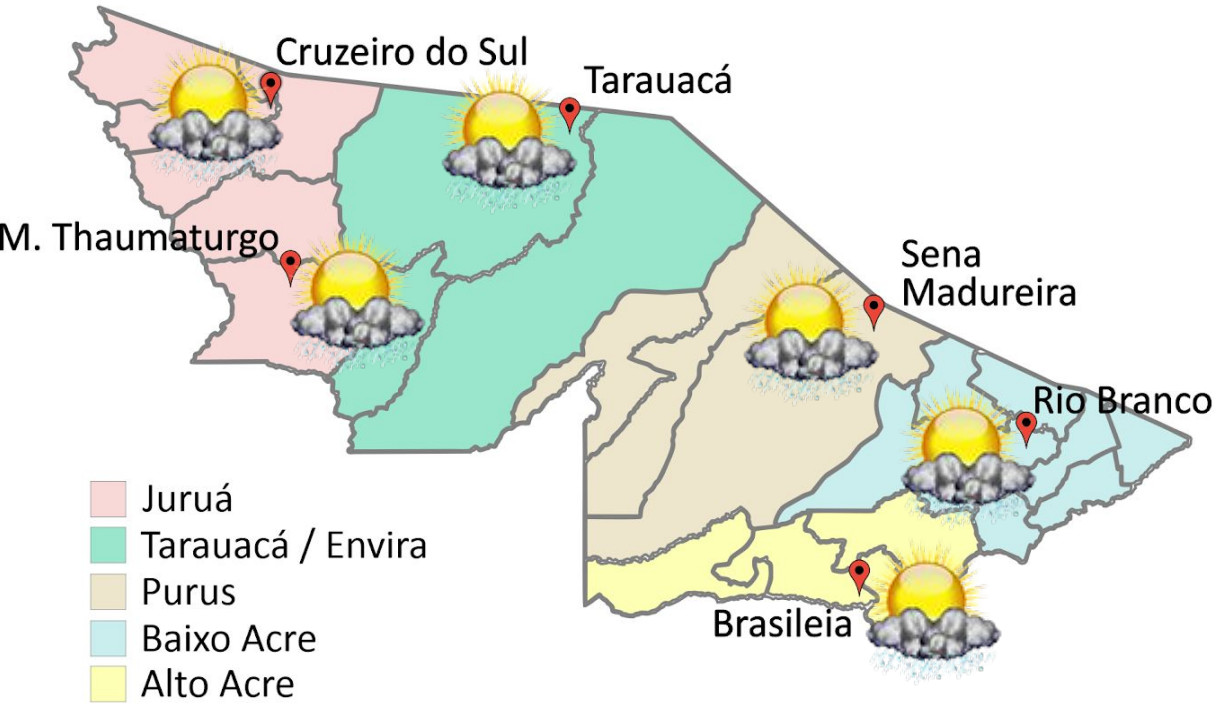 Cruzeiro do Sul
Tarauacá
M. Thaumaturgo
Sena
Madureira
Rio Branco
Brasileia
Juruá
Tarauacá / Envira
Purus
Baixo Acre
Alto Acre